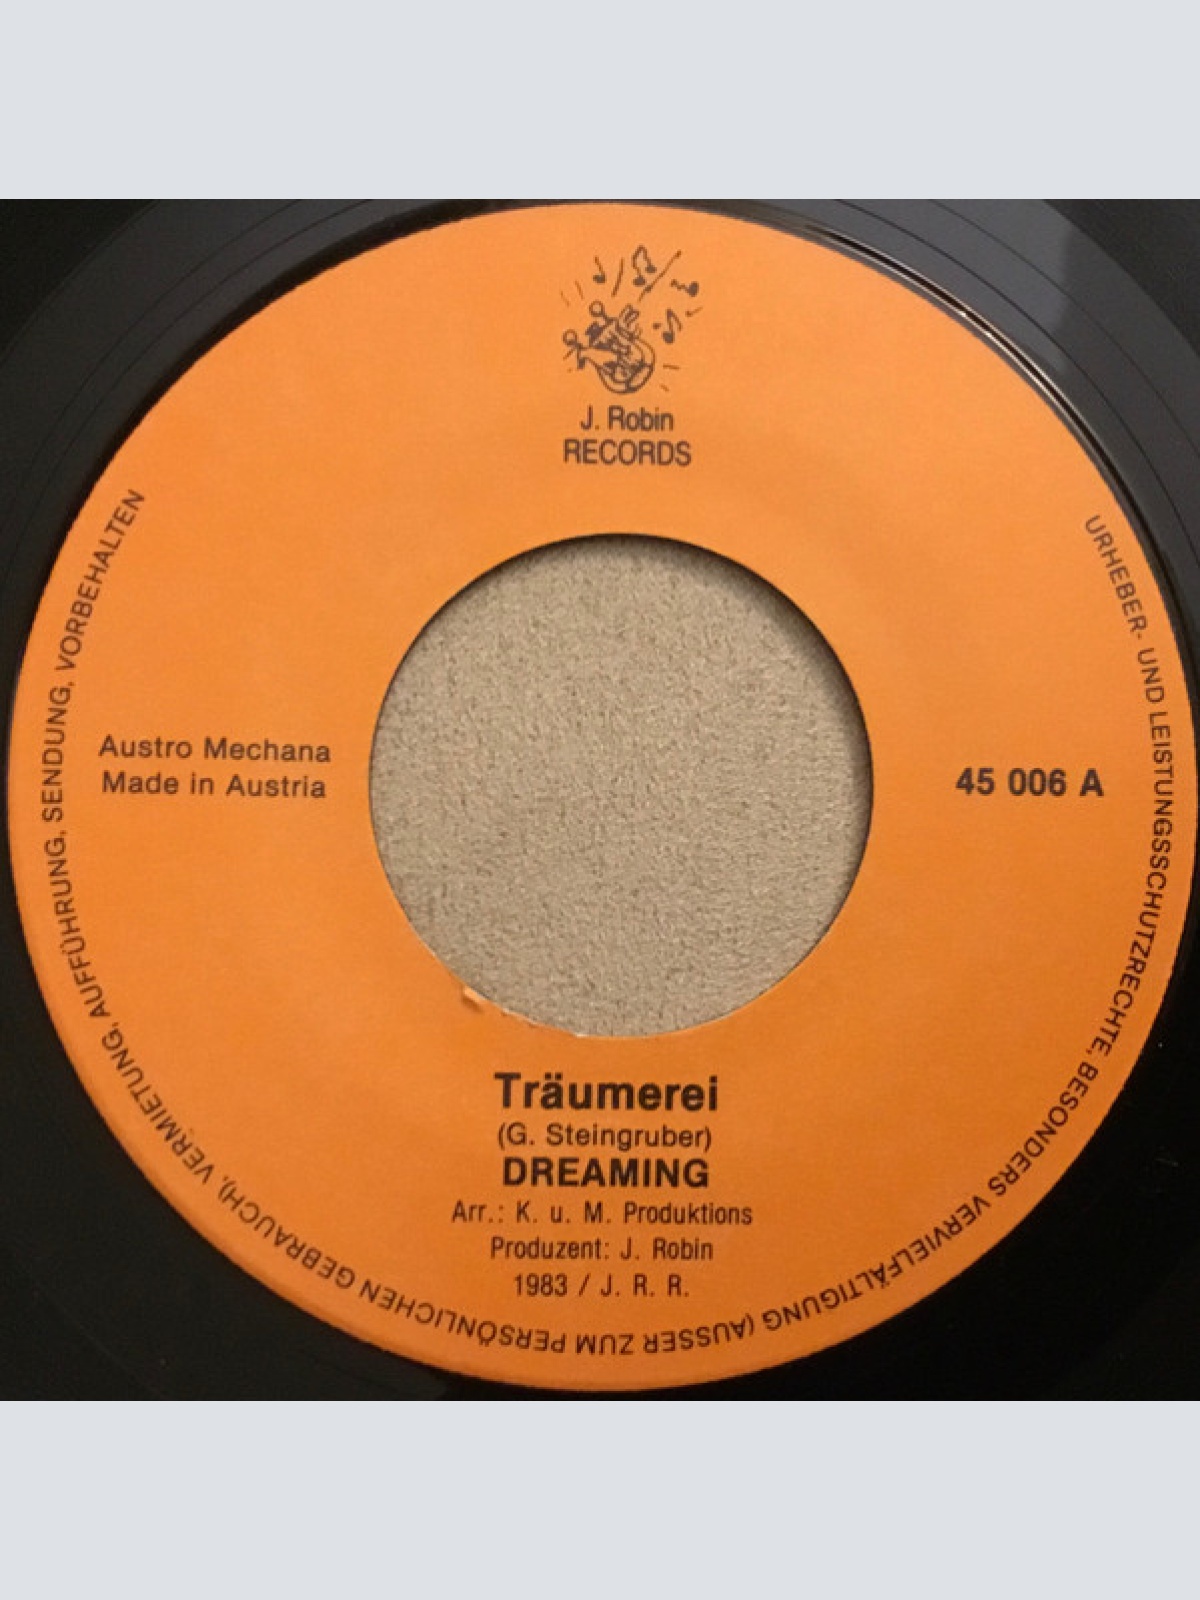 J. Robin
RECORDS
Austro Mechana
Made in Austria
45 006 A
Träumerei
(G. Steingruber)
DREAMING
Arr.: K. u. M. Produktions
Produzent: J. Robin
1983 / J. R. R.
URHEBER- UND LEISTUNGSSCHUTZRECHTE, BESONDERS VERVIELFÄLTIGUNG (AUSSER ZUM PERSÖNLICHEN GEBRAUCH), VERMIETUNG, AUFFÜHRUNG, SENDUNG, VORBEHALTEN